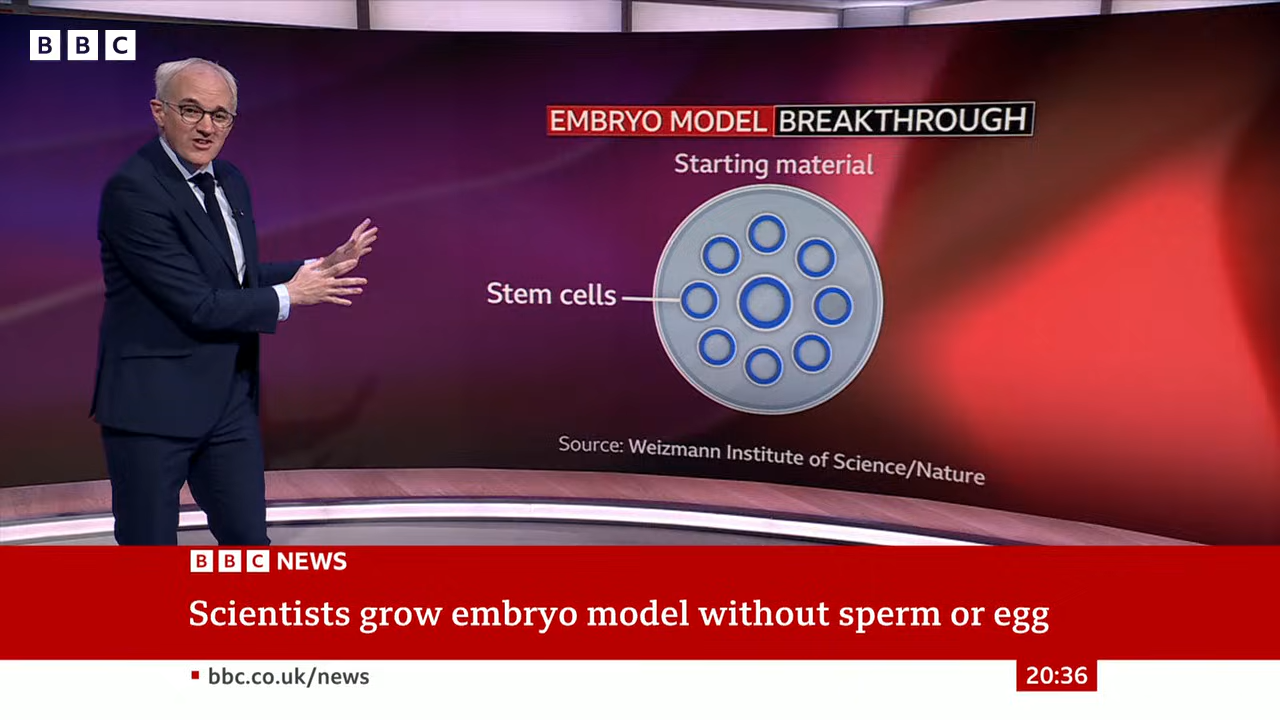 BBC
EMBRYO MODEL BREAKTHROUGH
Starting material
Stem cells
Source: Weizmann Institute of Science/Nature
BBC NEWS
Scientists grow embryo model without sperm or egg
bbc.co.uk/news
20:36